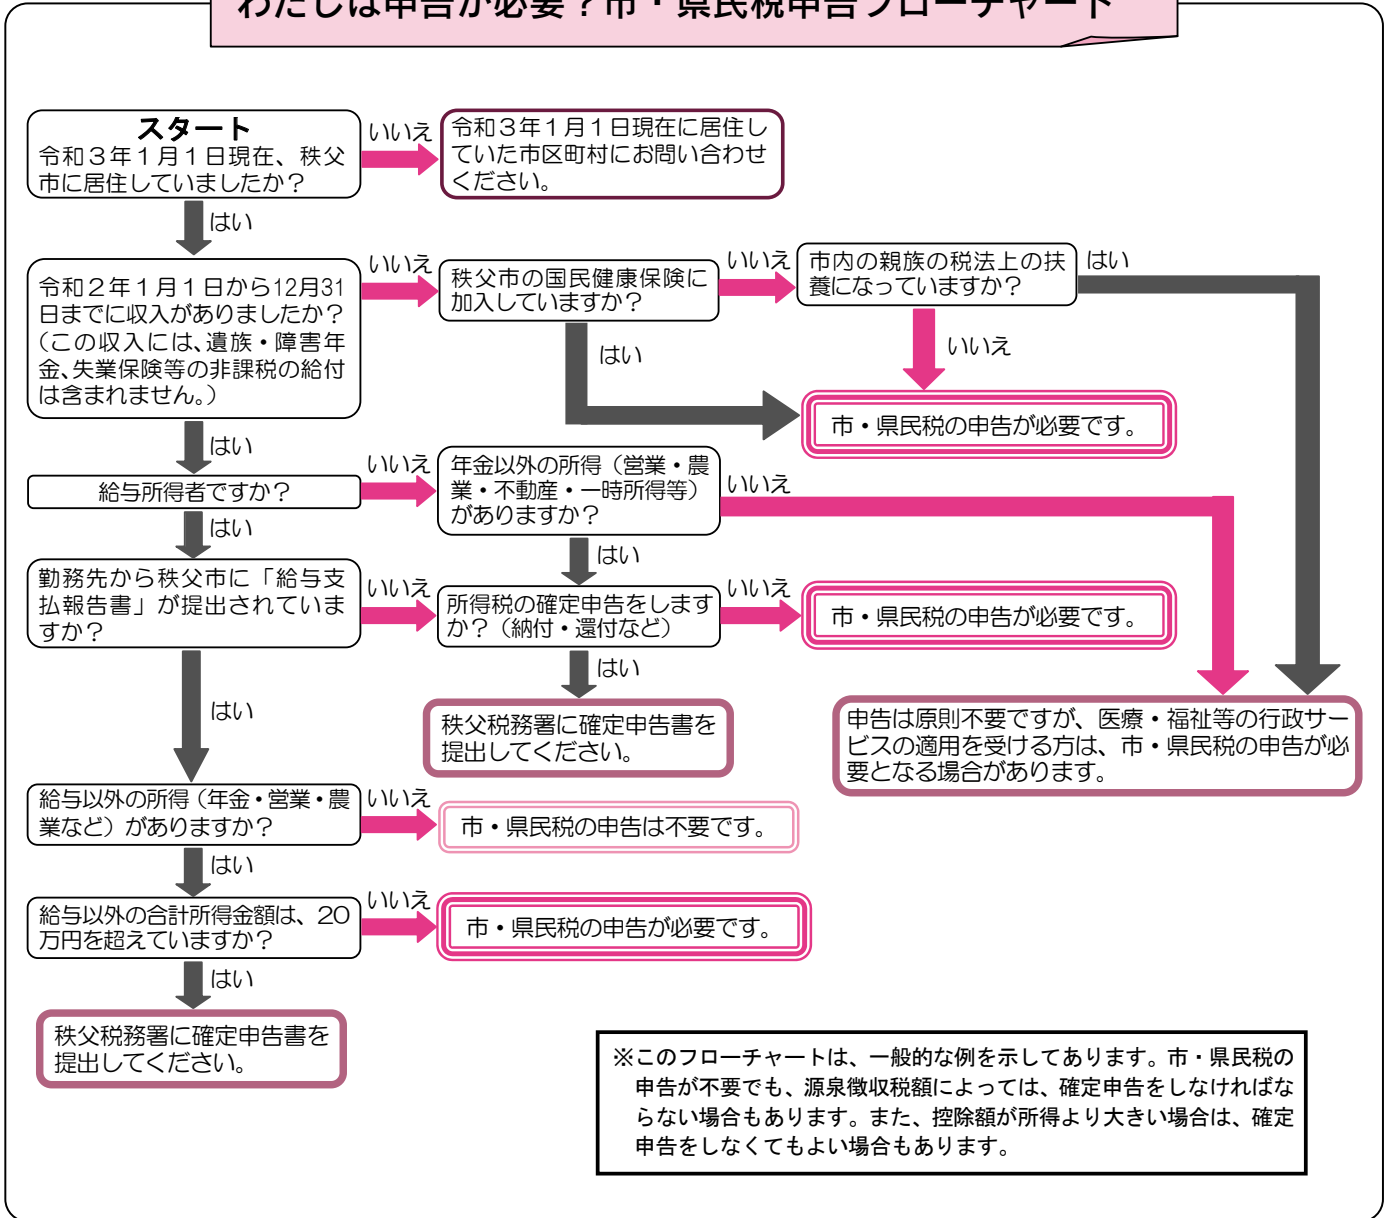 わたしは申告が必要？市・県民税申告フローチャート
スタート
令和３年１月１日現在、秩父
市に居住していましたか？
いいえ
令和３年１月１日現在に居住し
ていた市区町村にお問い合わせ
ください。
はい
令和２年１月１日から12月31
日までに収入がありましたか？
（この収入には、遺族・障害年
金、失業保険等の非課税の給付
は含まれません。）
いいえ
秩父市の国民健康保険に
加入していますか？
いいえ
市内の親族の税法上の扶
養になっていますか？
はい
はい
いいえ
市・県民税の申告が必要です。
はい
給与所得者ですか？
いいえ
年金以外の所得（営業・農
業・不動産・一時所得等）
がありますか？
いいえ
はい
はい
勤務先から秩父市に「給与支
払報告書」が提出されていま
すか？
いいえ
所得税の確定申告をします
か？（納付・還付など）
いいえ
市・県民税の申告が必要です。
はい
はい
秩父税務署に確定申告書を
提出してください。
申告は原則不要ですが、医療・福祉等の行政サー
ビスの適用を受ける方は、市・県民税の申告が必
要となる場合があります。
給与以外の所得（年金・営業・農
業など）がありますか？
いいえ
市・県民税の申告は不要です。
はい
給与以外の合計所得金額は、20
万円を超えていますか？
いいえ
市・県民税の申告が必要です。
はい
秩父税務署に確定申告書を
提出してください。
※このフローチャートは、一般的な例を示してあります。市・県民税の
申告が不要でも、源泉徴収税額によっては、確定申告をしなければな
らない場合もあります。また、控除額が所得より大きい場合は、確定
申告をしなくてもよい場合もあります。